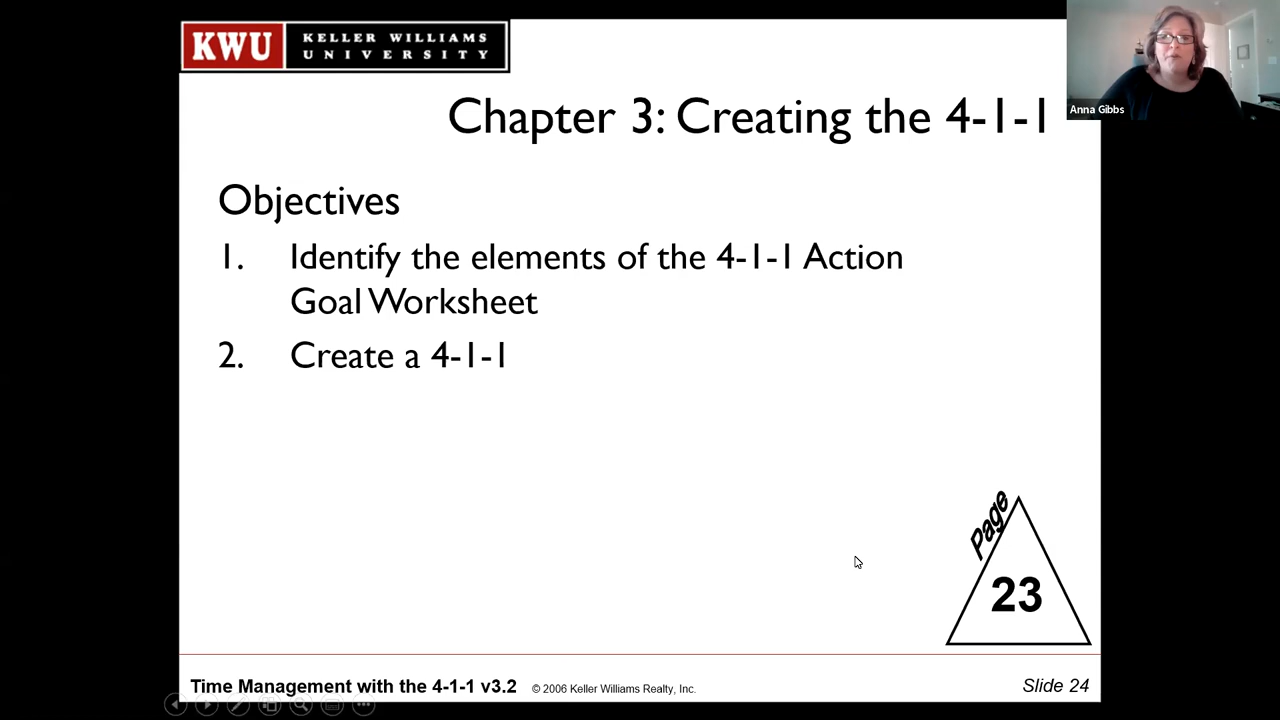 KWU KELLER WILLIAMS
UNIVERSITY
Anna Gibbs
Chapter 3: Creating the 4-1-1
Objectives
1. Identify the elements of the 4-1-1 Action
Goal Worksheet
2. Create a 4-1-1
Page
23
Time Management with the 4-1-1 v3.2 © 2006 Keller Williams Realty, Inc. Slide 24